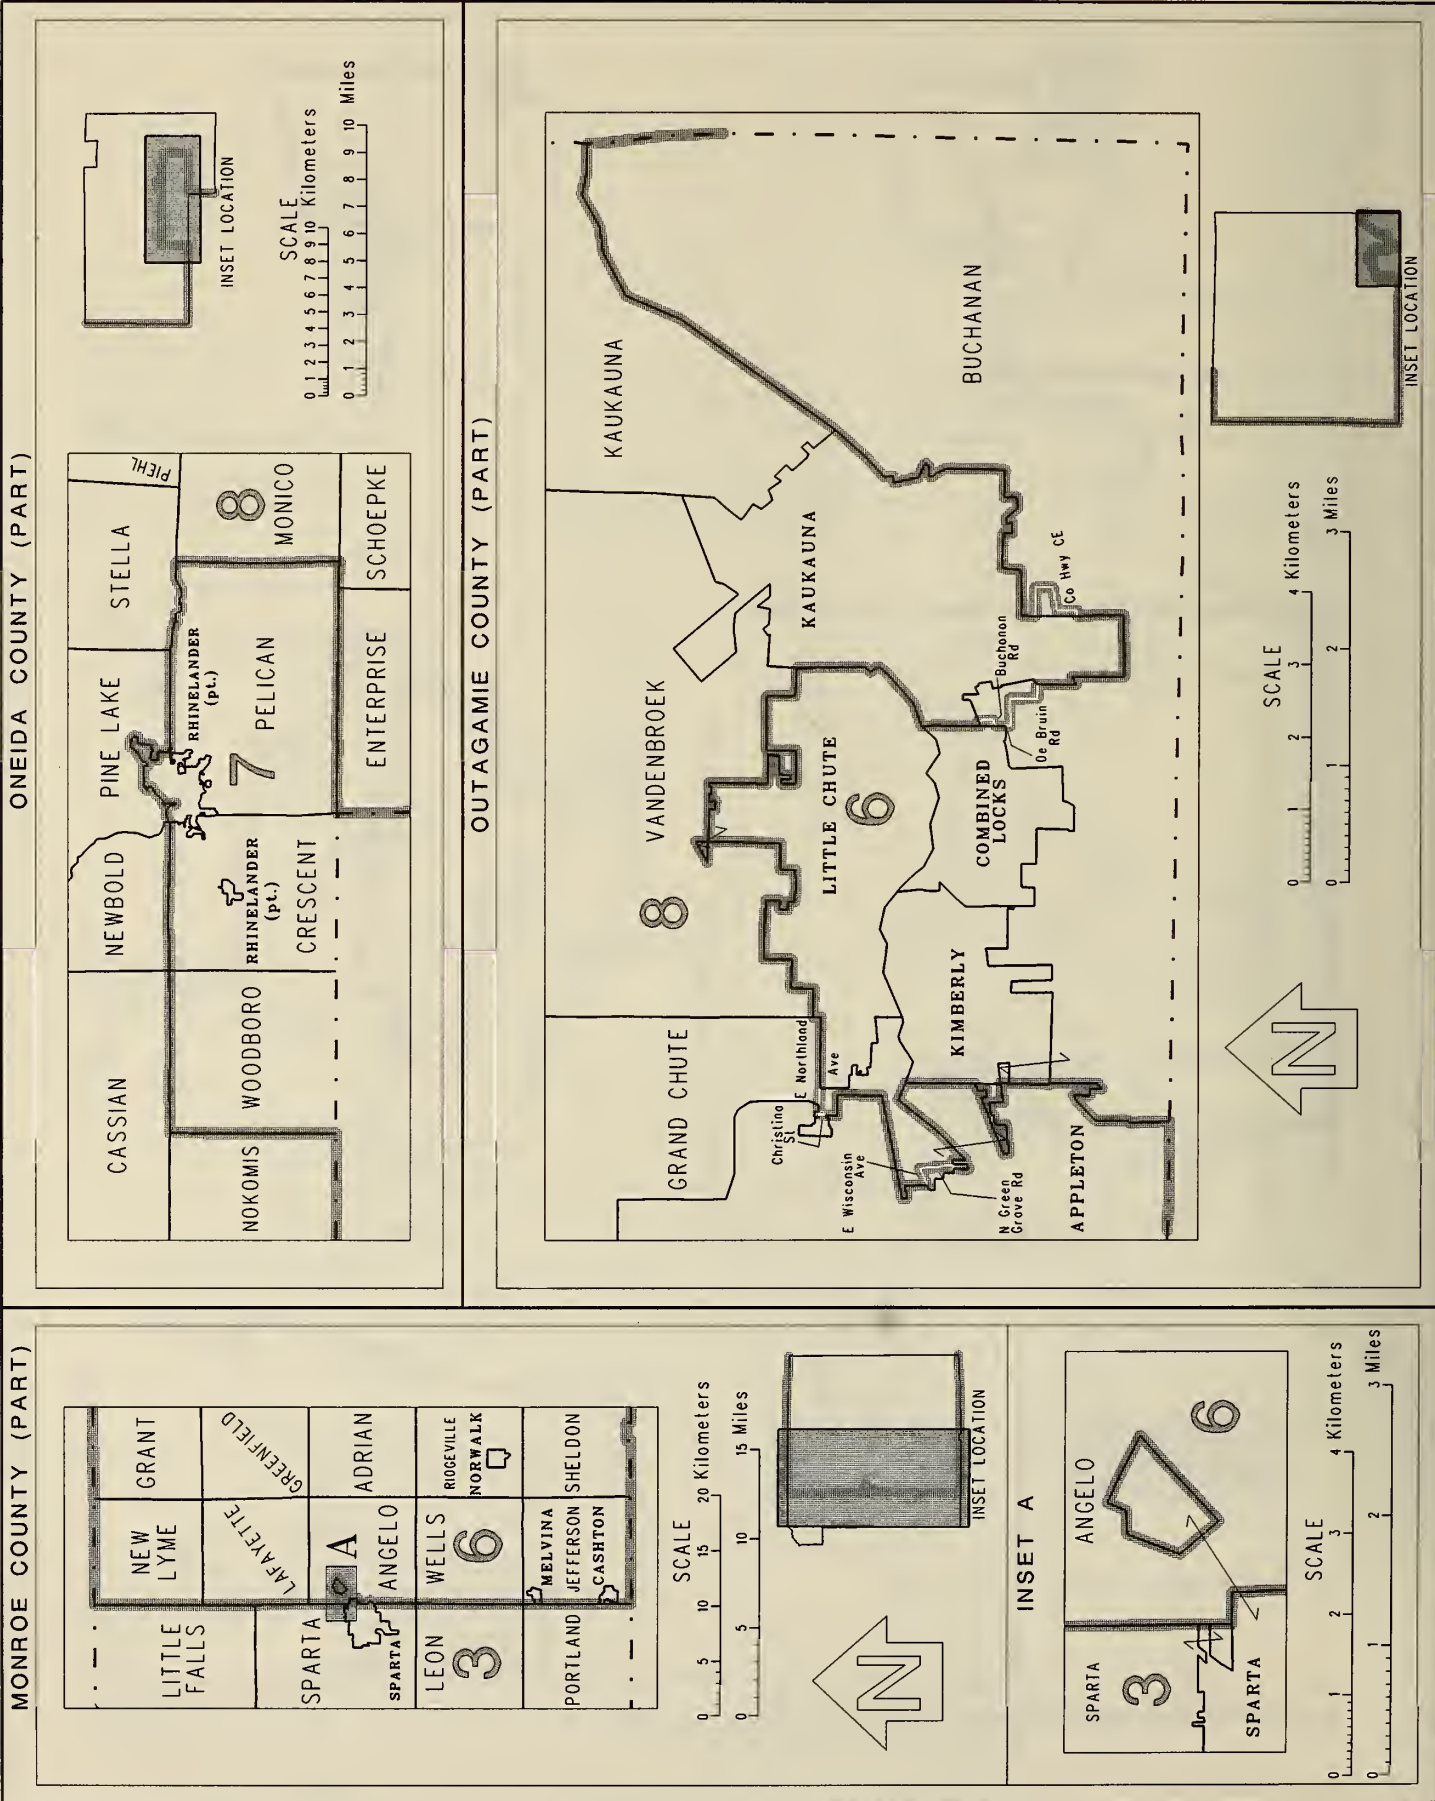 MONROE COUNTY (PART)
GRANT
GREENFIELD
ADRIAN
RIDGEVILLE
NORWALK
SHELDON
NEW
LYME
LAFAYETTE
A
ANGELO
WELLS
6
MELVINA
JEFFERSON
CASHTON
LITTLE
FALLS
SPARTA
SPARTA
LEON
3
PORTLAND
SCALE
0 5 10 15 20 Kilometers
0 5 10 15 Miles
N
INSET LOCATION
INSET A
ANGELO
6
SPARTA
3
SPARTA
SCALE
0 1 2 3 4 Kilometers
0 1 2 3 Miles
ONEIDA COUNTY (PART)
PIEHL
STELLA
8
MONICO
SCHOEPKE
PINE LAKE
RHINELANDER
(pt.)
PELICAN
7
ENTERPRISE
NEWBOLD
RHINELANDER
(pt.)
CRESCENT
CASSIAN
WOODBORO
NOKOMIS
INSET LOCATION
SCALE
0 1 2 3 4 5 6 7 8 9 10 Kilometers
0 1 2 3 4 5 6 7 8 9 10 Miles
OUTAGAMIE COUNTY (PART)
KAUKAUNA
BUCHANAN
KAUKAUNA
Co Hwy CE
Buchonon
Rd
De Bruin
Rd
VANDENBROEK
8
LITTLE CHUTE
6
COMBINED
LOCKS
KIMBERLY
GRAND CHUTE
E Northland
Ave
Christina
St
E Wisconsin
Ave
N Green
Grove Rd
APPLETON
INSET LOCATION
SCALE
0 1 2 3 4 Kilometers
0 1 2 3 Miles
N